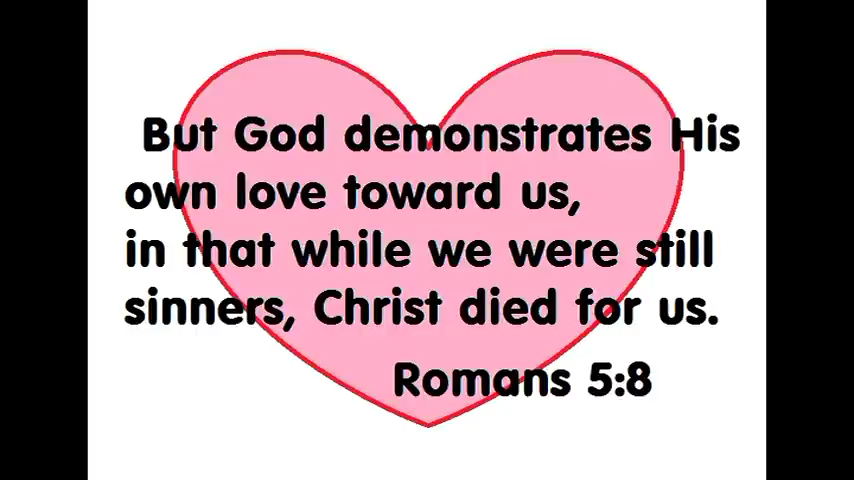 But God demonstrates His
own love toward us,
in that while we were still
sinners, Christ died for us.
Romans 5:8